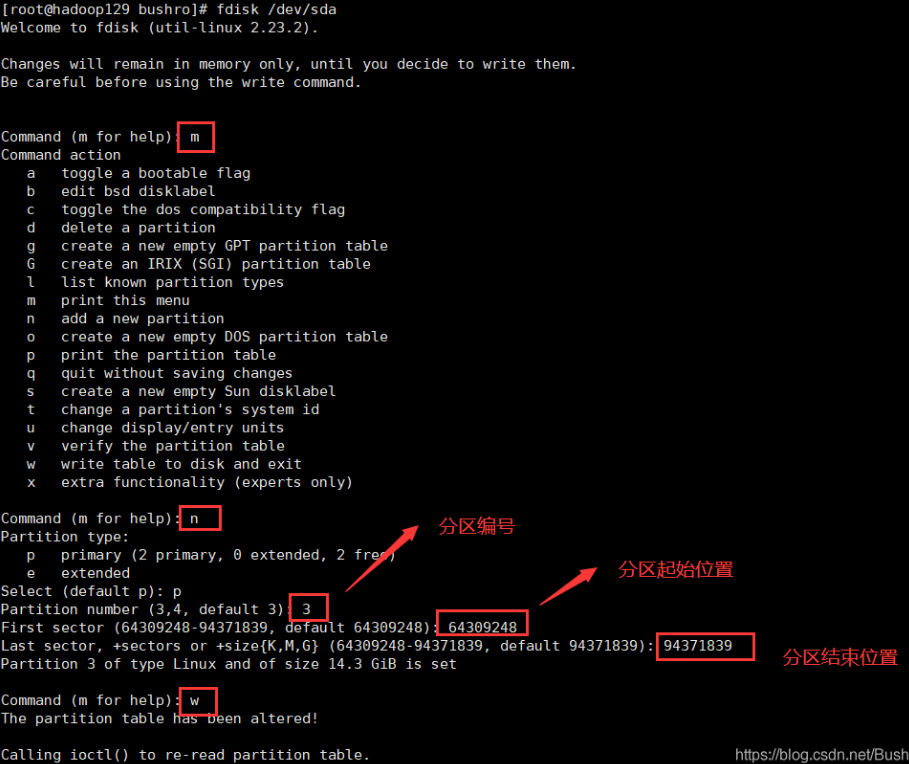 [root@hadoop129 bushro]# fdisk /dev/sda
Welcome to fdisk (util-linux 2.23.2).
Changes will remain in memory only, until you decide to write them.
Be careful before using the write command.
Command (m for help): m
Command action
a toggle a bootable flag
b edit bsd disklabel
c toggle the dos compatibility flag
d delete a partition
g create a new empty GPT partition table
G create an IRIX (SGI) partition table
l list known partition types
m print this menu
n add a new partition
o create a new empty DOS partition table
p print the partition table
q quit without saving changes
s create a new empty Sun disklabel
t change a partition's system id
u change display/entry units
v verify the partition table
w write table to disk and exit
x extra functionality (experts only)
Command (m for help): n
分区编号
Partition type:
p primary (2 primary, 0 extended, 2 free)
e extended
分区起始位置
Select (default p): p
Partition number (3,4, default 3): 3
First sector (64309248-94371839, default 64309248): 64309248
Last sector, +sectors or +size{K,M,G} (64309248-94371839, default 94371839): 94371839
分区结束位置
Partition 3 of type Linux and of size 14.3 GiB is set
Command (m for help): w
The partition table has been altered!
Calling ioctl() to re-read partition table.
https://blog.csdn.net/Bush